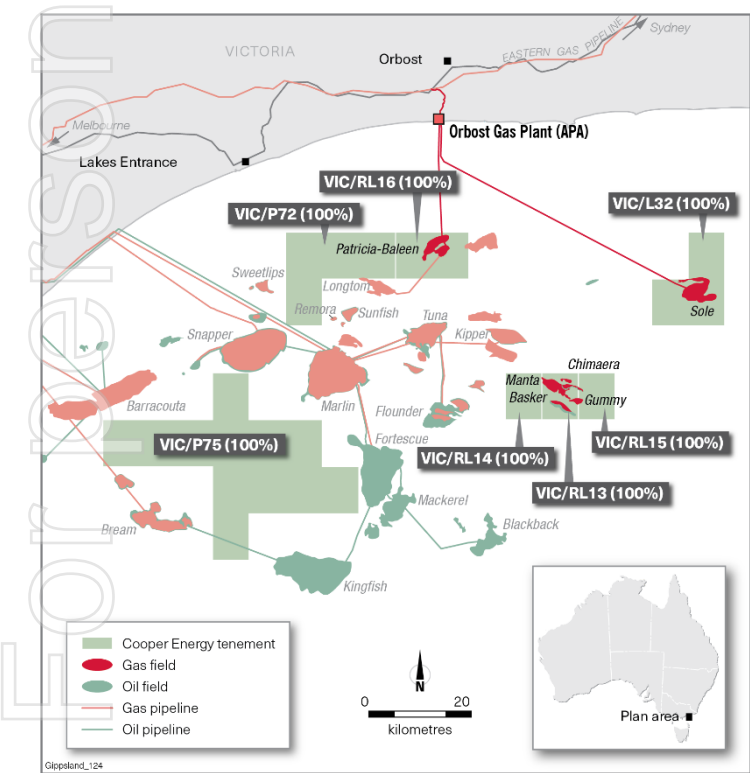 For person
VICTORIA
Orbost
EASTERN GAS PIPELINE
Sydney
Melbourne
Orbost Gas Plant (APA)
Lakes Entrance
VIC/RL16 (100%)
VIC/P72 (100%)
VIC/L32 (100%)
Patricia-Baleen
Sweetlips
Longtom
Sole
Remora
Sunfish
Tuna
Snapper
Kipper
Chimaera
Manta
Basker
Gummy
Barracouta
Marlin
Flounder
VIC/P75 (100%)
Fortescue
VIC/RL15 (100%)
VIC/RL14 (100%)
VIC/RL13 (100%)
Mackerel
Bream
Blackback
Kingfish
Cooper Energy tenement
Gas field
Oil field
Gas pipeline
Oil pipeline
N
0 20
kilometres
Plan area
Gippsland_124